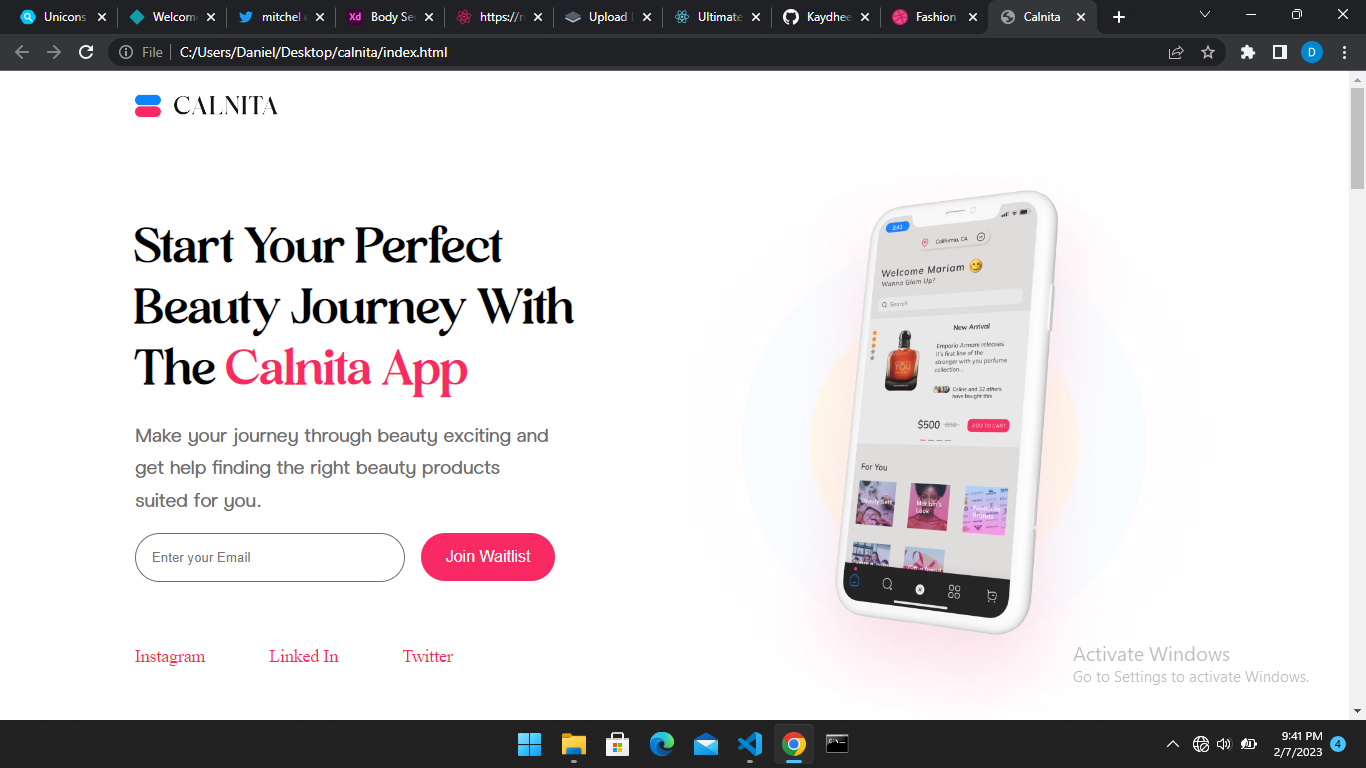 Unicons
Welcom
mitchel
Body Se
https://r
Upload
Ultimate
Kaydhee
Fashion
Calnita
File
C:/Users/Daniel/Desktop/calnita/index.html
D
CALNITA
Start Your Perfect
Beauty Journey With
The Calnita App
Make your journey through beauty exciting and
get help finding the right beauty products
suited for you.
Enter your Email
Join Waitlist
Instagram
Linked In
Twitter
9:41
California, CA
Welcome Mariam
Wanna Glam Up?
Search
New Arrival
Emporio Armani releases
it's first line of the
stronger with you perfume
collection...
YOU
Celine and 32 others
have bought this
$500
ADD TO CART
For You
Beauty Sets
Mariam's
Look
Favourite
Brands
Activate Windows
Go to Settings to activate Windows.
9:41 PM
2/7/2023
4